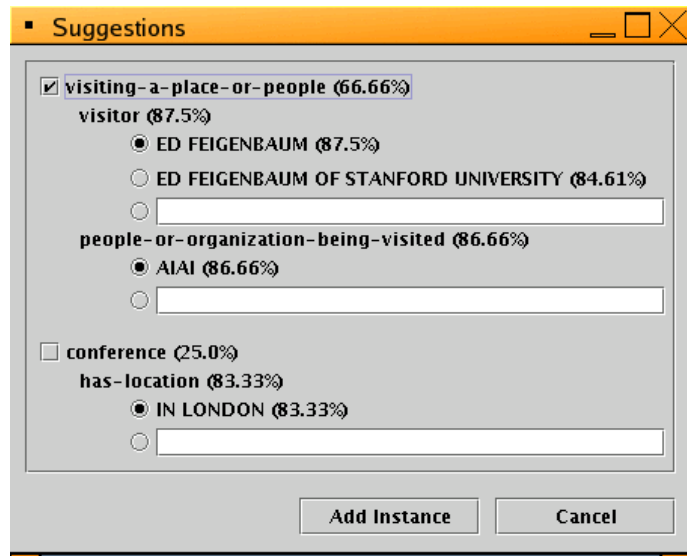 Suggestions
visiting-a-place-or-people (66.66%)
visitor (87.5%)
ED FEIGENBAUM (87.5%)
ED FEIGENBAUM OF STANFORD UNIVERSITY (84.61%)
people-or-organization-being-visited (86.66%)
AIAI (86.66%)
conference (25.0%)
has-location (83.33%)
IN LONDON (83.33%)
Add Instance Cancel